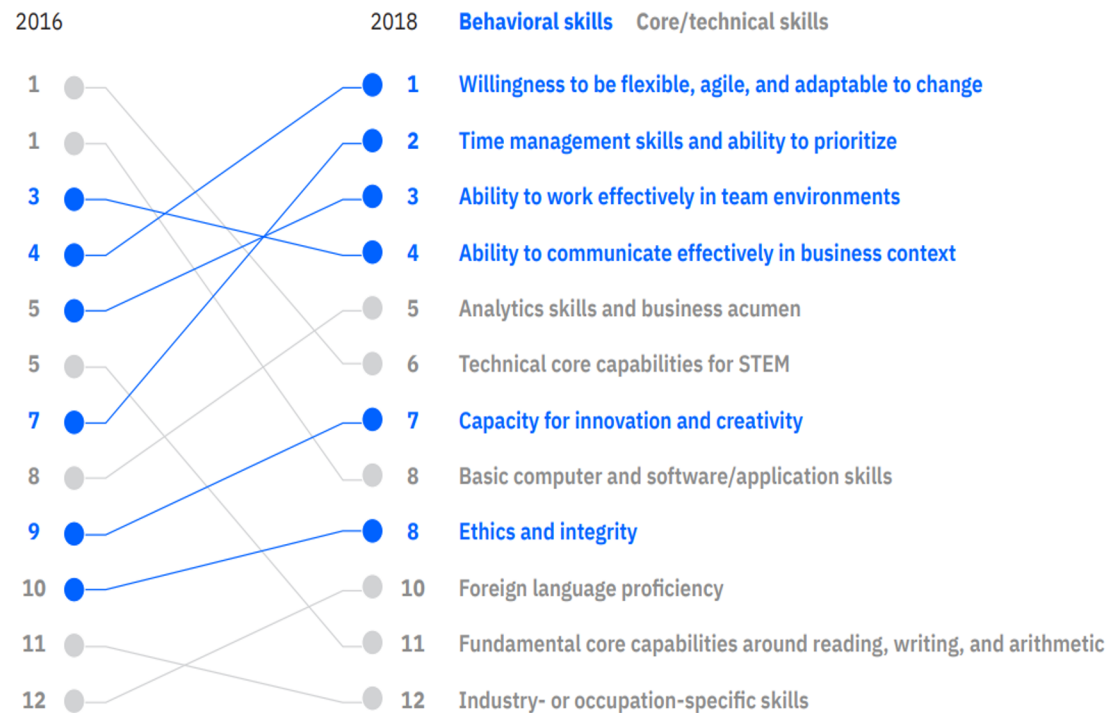 2016 2018 Behavioral skills Core/technical skills
1 1 Willingness to be flexible, agile, and adaptable to change
1 2 Time management skills and ability to prioritize
3 3 Ability to work effectively in team environments
4 4 Ability to communicate effectively in business context
5 5 Analytics skills and business acumen
5 6 Technical core capabilities for STEM
7 7 Capacity for innovation and creativity
8 8 Basic computer and software/application skills
9 8 Ethics and integrity
10 10 Foreign language proficiency
11 11 Fundamental core capabilities around reading, writing, and arithmetic
12 12 Industry- or occupation-specific skills